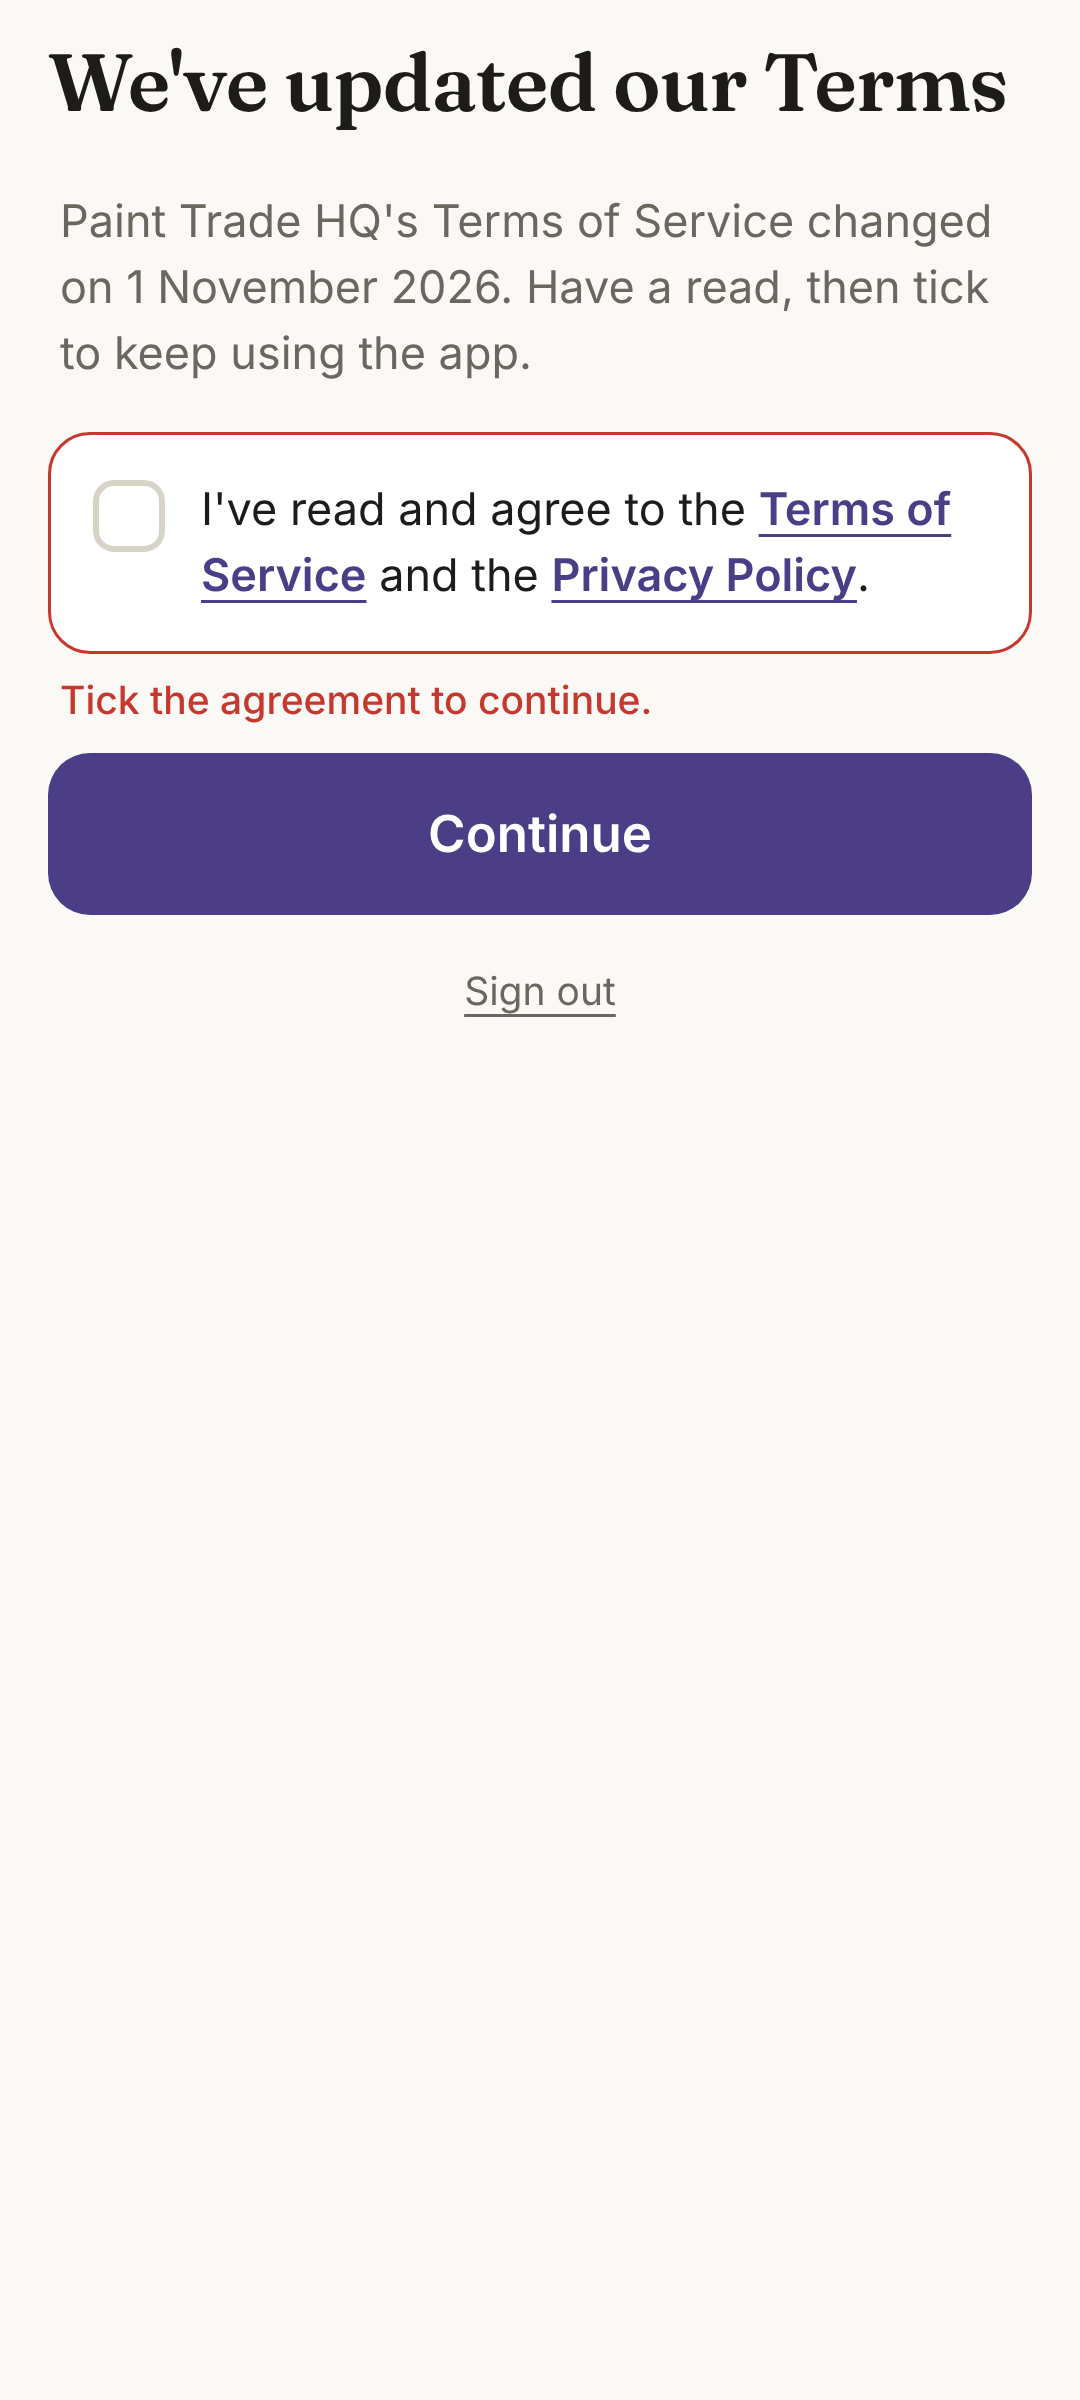 We've updated our Terms
Paint Trade HQ's Terms of Service changed
on 1 November 2026. Have a read, then tick
to keep using the app.
I've read and agree to the Terms of
Service and the Privacy Policy.
Tick the agreement to continue.
Continue
Sign out